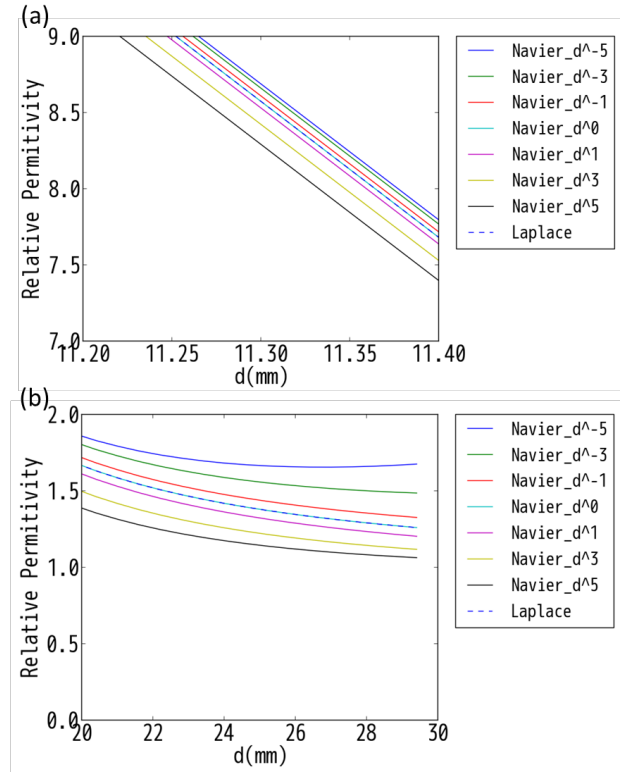 (a)
Relative Permitivity
9.0
8.5
8.0
7.5
7.0
11.20 11.25 11.30 11.35 11.40
d(mm)
Navier_d^-5
Navier_d^-3
Navier_d^-1
Navier_d^0
Navier_d^1
Navier_d^3
Navier_d^5
Laplace
(b)
Relative Permitivity
2.0
1.5
1.0
0.5
0.0
20 22 24 26 28 30
d(mm)
Navier_d^-5
Navier_d^-3
Navier_d^-1
Navier_d^0
Navier_d^1
Navier_d^3
Navier_d^5
Laplace